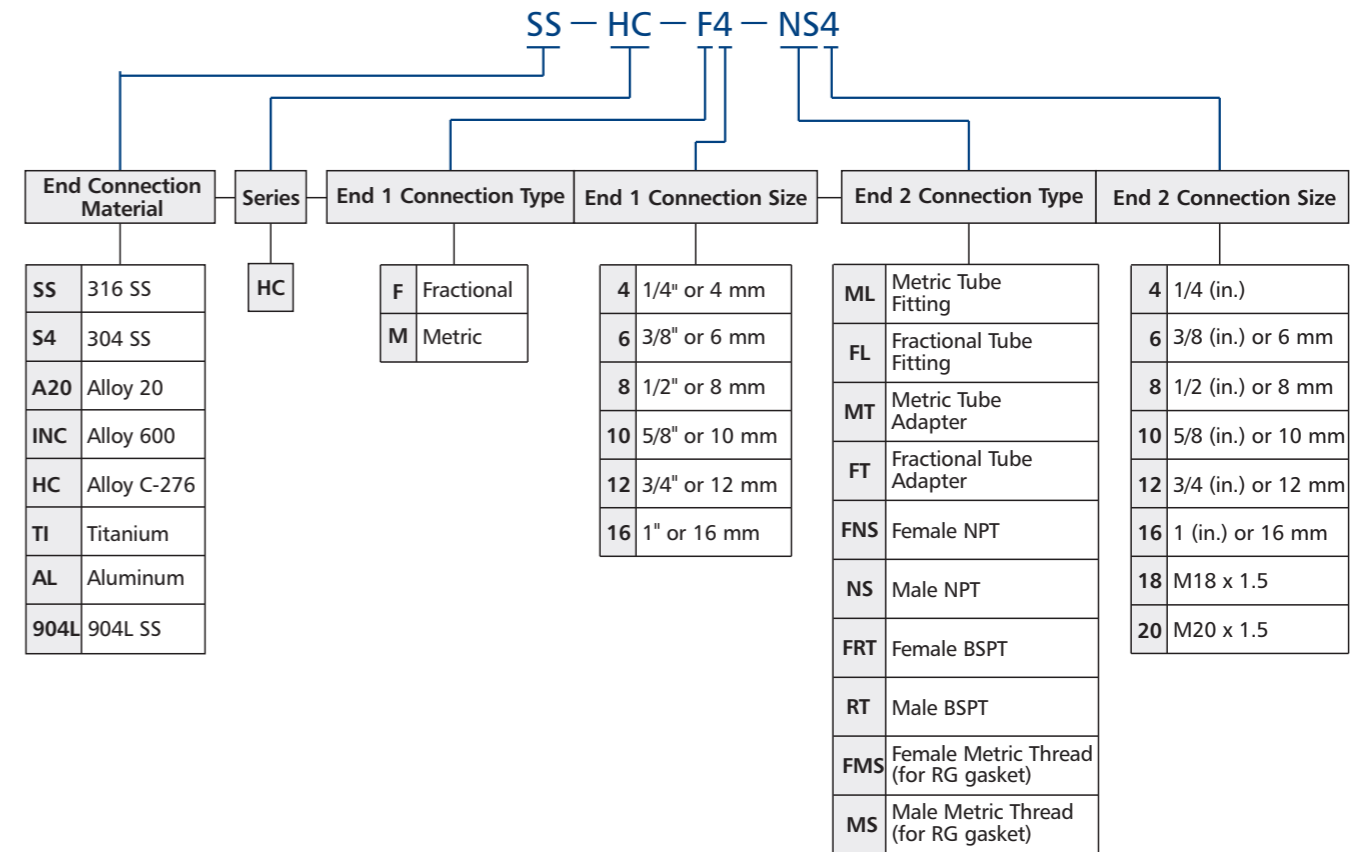 SS — HC — F4 — NS4
End Connection
Material
Series
End 1 Connection Type
End 1 Connection Size
End 2 Connection Type
End 2 Connection Size
SS 316 SS
S4 304 SS
A20 Alloy 20
INC Alloy 600
HC Alloy C-276
TI Titanium
AL Aluminum
904L 904L SS
HC
F Fractional
M Metric
4 1/4" or 4 mm
6 3/8" or 6 mm
8 1/2" or 8 mm
10 5/8" or 10 mm
12 3/4" or 12 mm
16 1" or 16 mm
ML Metric Tube
Fitting
FL Fractional Tube
Fitting
MT Metric Tube
Adapter
FT Fractional Tube
Adapter
FNS Female NPT
NS Male NPT
FRT Female BSPT
RT Male BSPT
FMS Female Metric Thread
(for RG gasket)
MS Male Metric Thread
(for RG gasket)
4 1/4 (in.)
6 3/8 (in.) or 6 mm
8 1/2 (in.) or 8 mm
10 5/8 (in.) or 10 mm
12 3/4 (in.) or 12 mm
16 1 (in.) or 16 mm
18 M18 x 1.5
20 M20 x 1.5